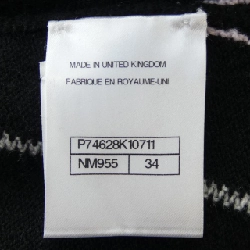 MADE IN UNITED KINGDOM
FABRIQUE EN ROYAUME-UNI
P74628K10711
NM955 34